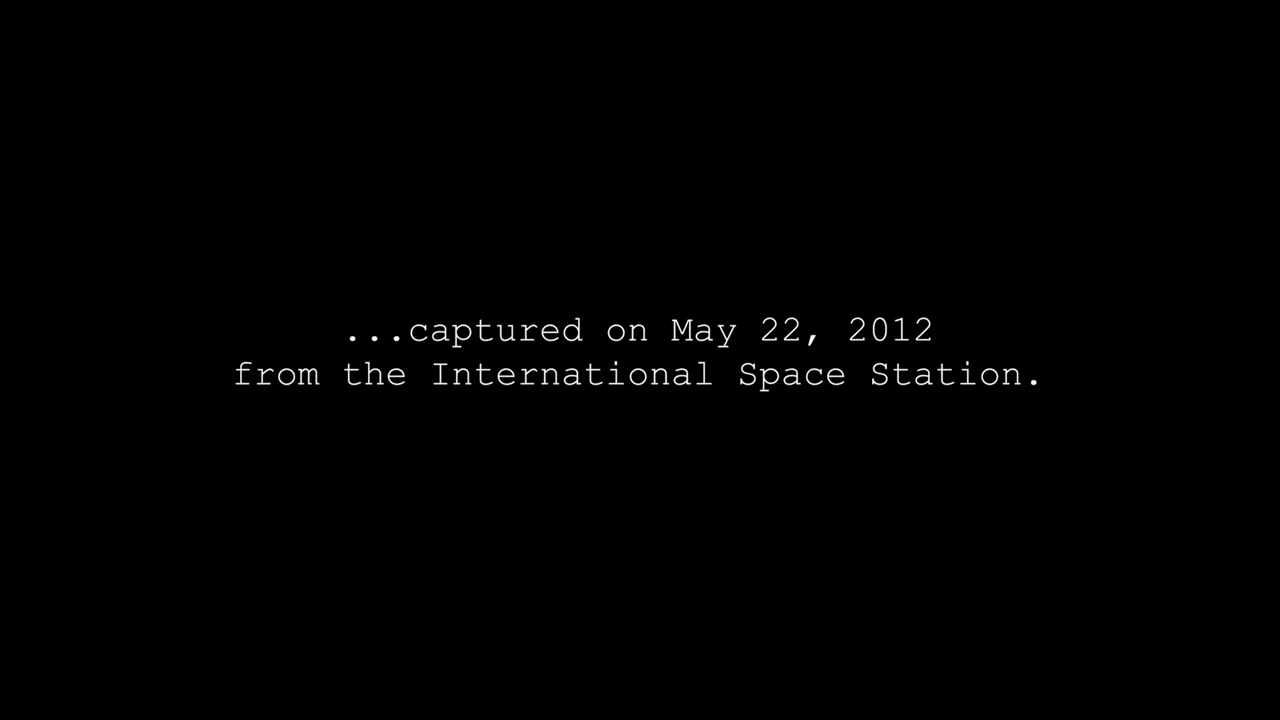 ...captured on May 22, 2012
from the International Space Station.